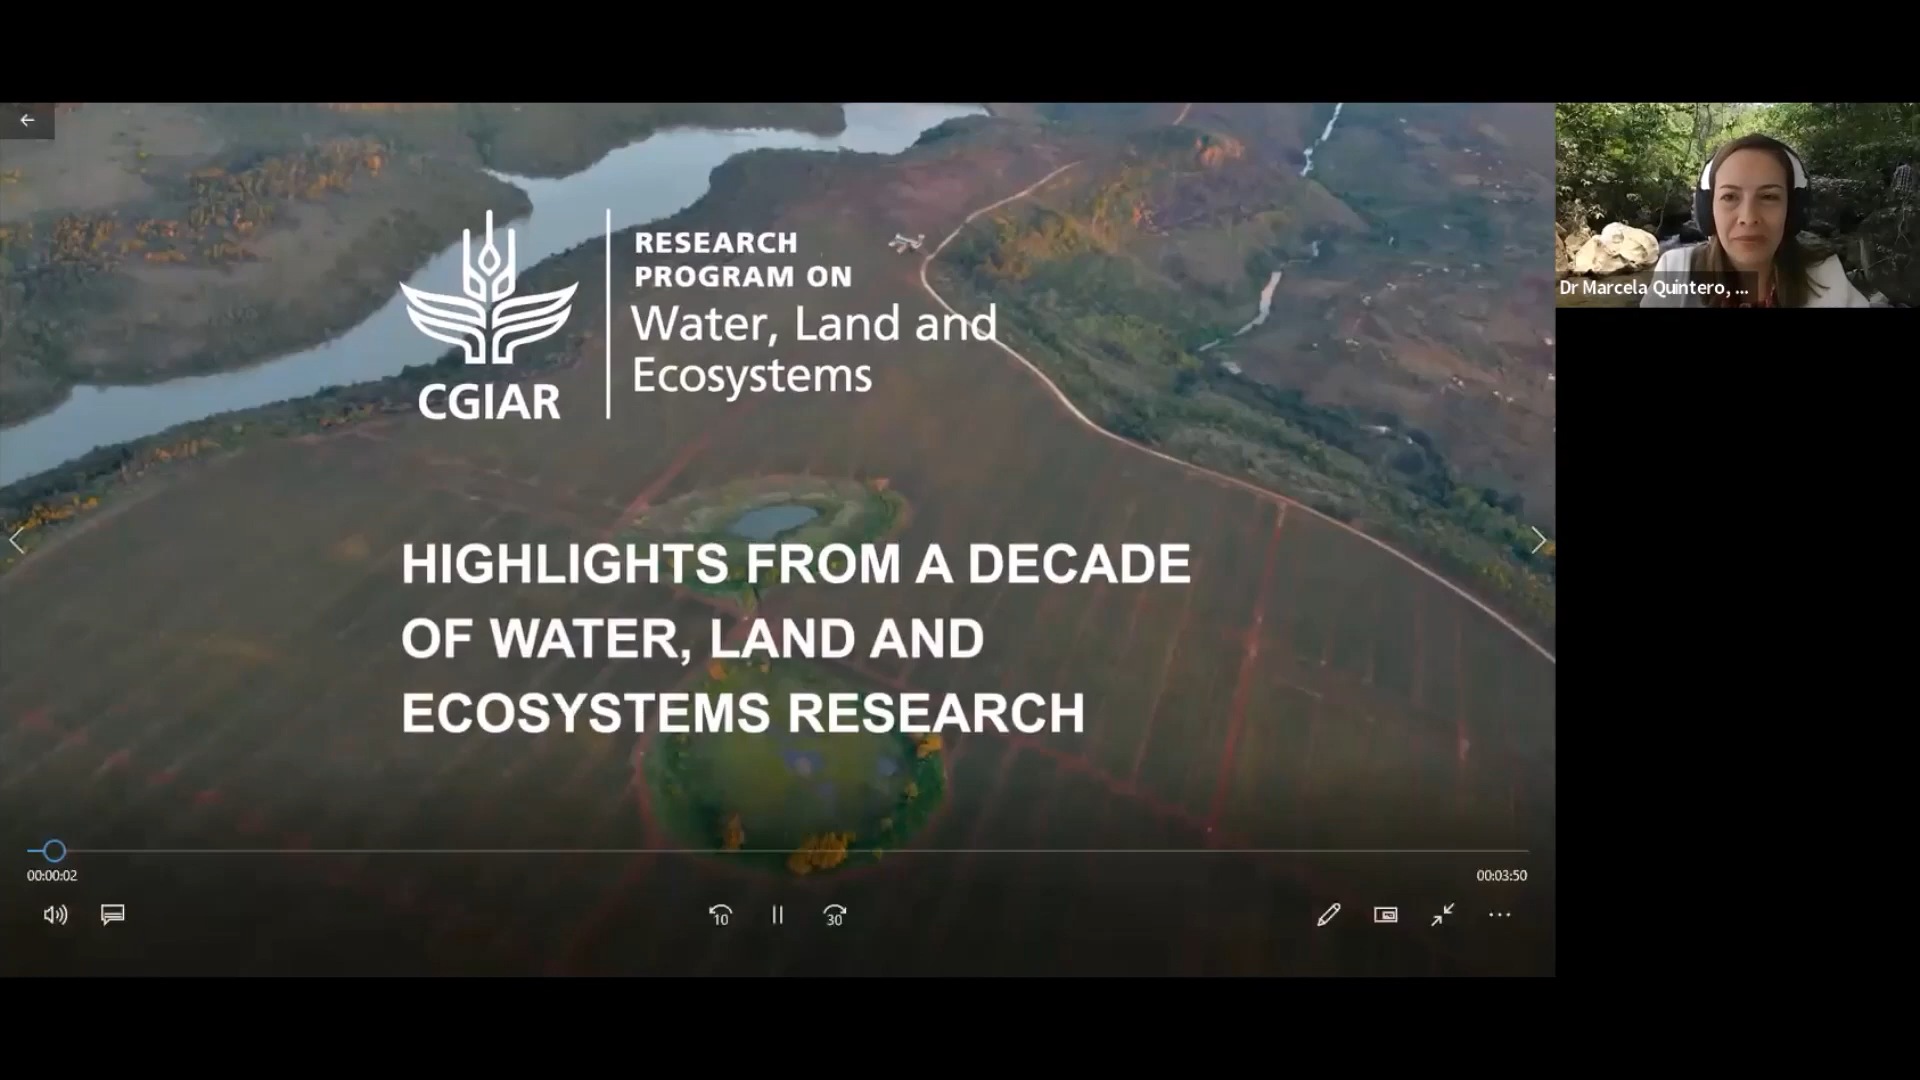 RESEARCH
PROGRAM ON
Water, Land and
Ecosystems
CGIAR
HIGHLIGHTS FROM A DECADE
OF WATER, LAND AND
ECOSYSTEMS RESEARCH
Dr Marcela Quintero, ...
00:00:02
00:03:50
10
30